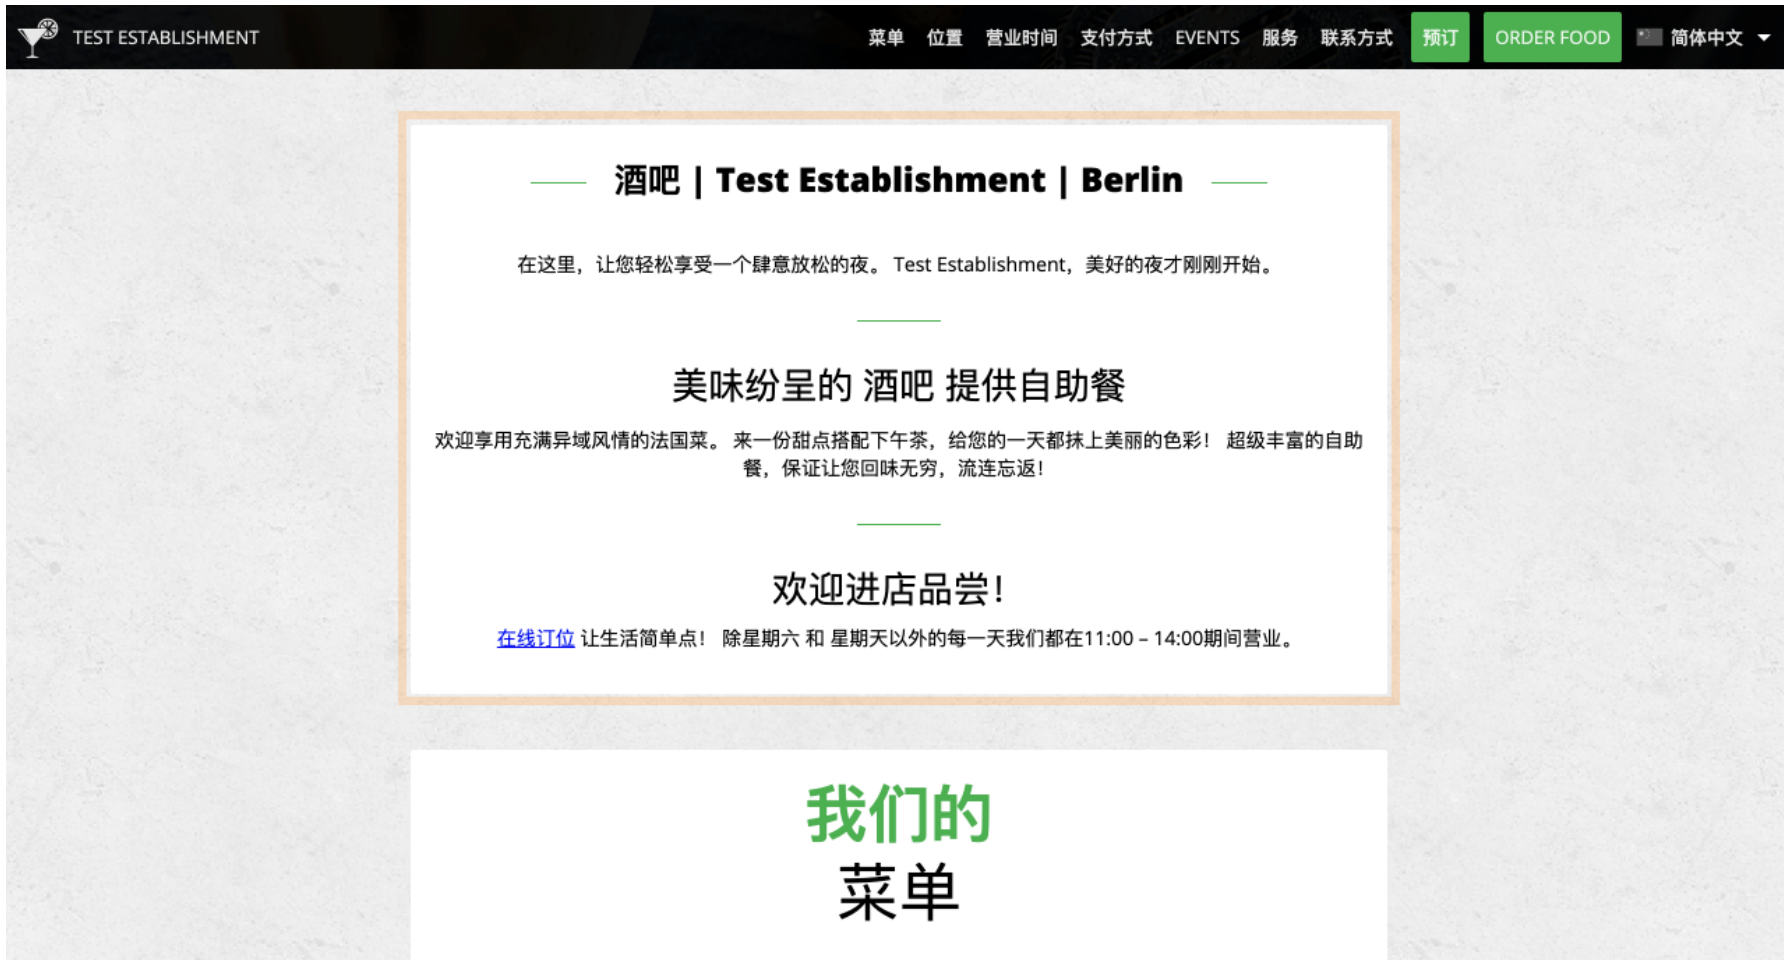 TEST ESTABLISHMENT 菜单 位置 营业时间 支付方式 EVENTS 服务 联系方式 预订 ORDER FOOD 简体中文
酒吧 | Test Establishment | Berlin
在这里，让您轻松享受一个肆意放松的夜。 Test Establishment，美好的夜才刚刚开始。
美味纷呈的 酒吧 提供自助餐
欢迎享用充满异域风情的法国菜。 来一份甜点搭配下午茶，给您的一天都抹上美丽的色彩！ 超级丰富的自助
餐，保证让您回味无穷，流连忘返！
欢迎进店品尝！
在线订位 让生活简单点！ 除星期六 和 星期天以外的每一天我们都在11:00 – 14:00期间营业。
我们的
菜单